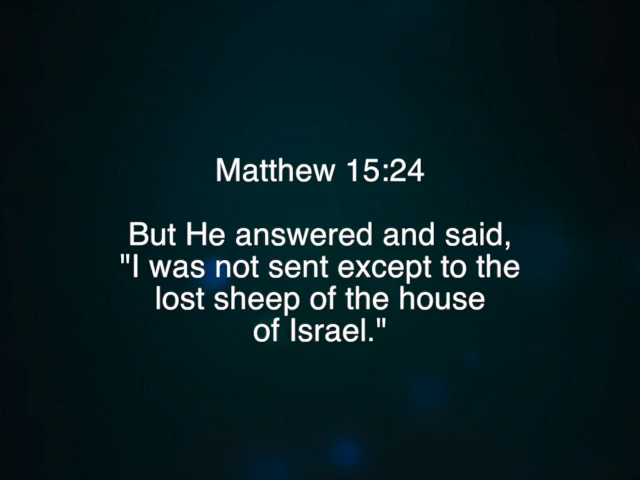 Matthew 15:24
But He answered and said,
"I was not sent except to the
lost sheep of the house
of Israel."